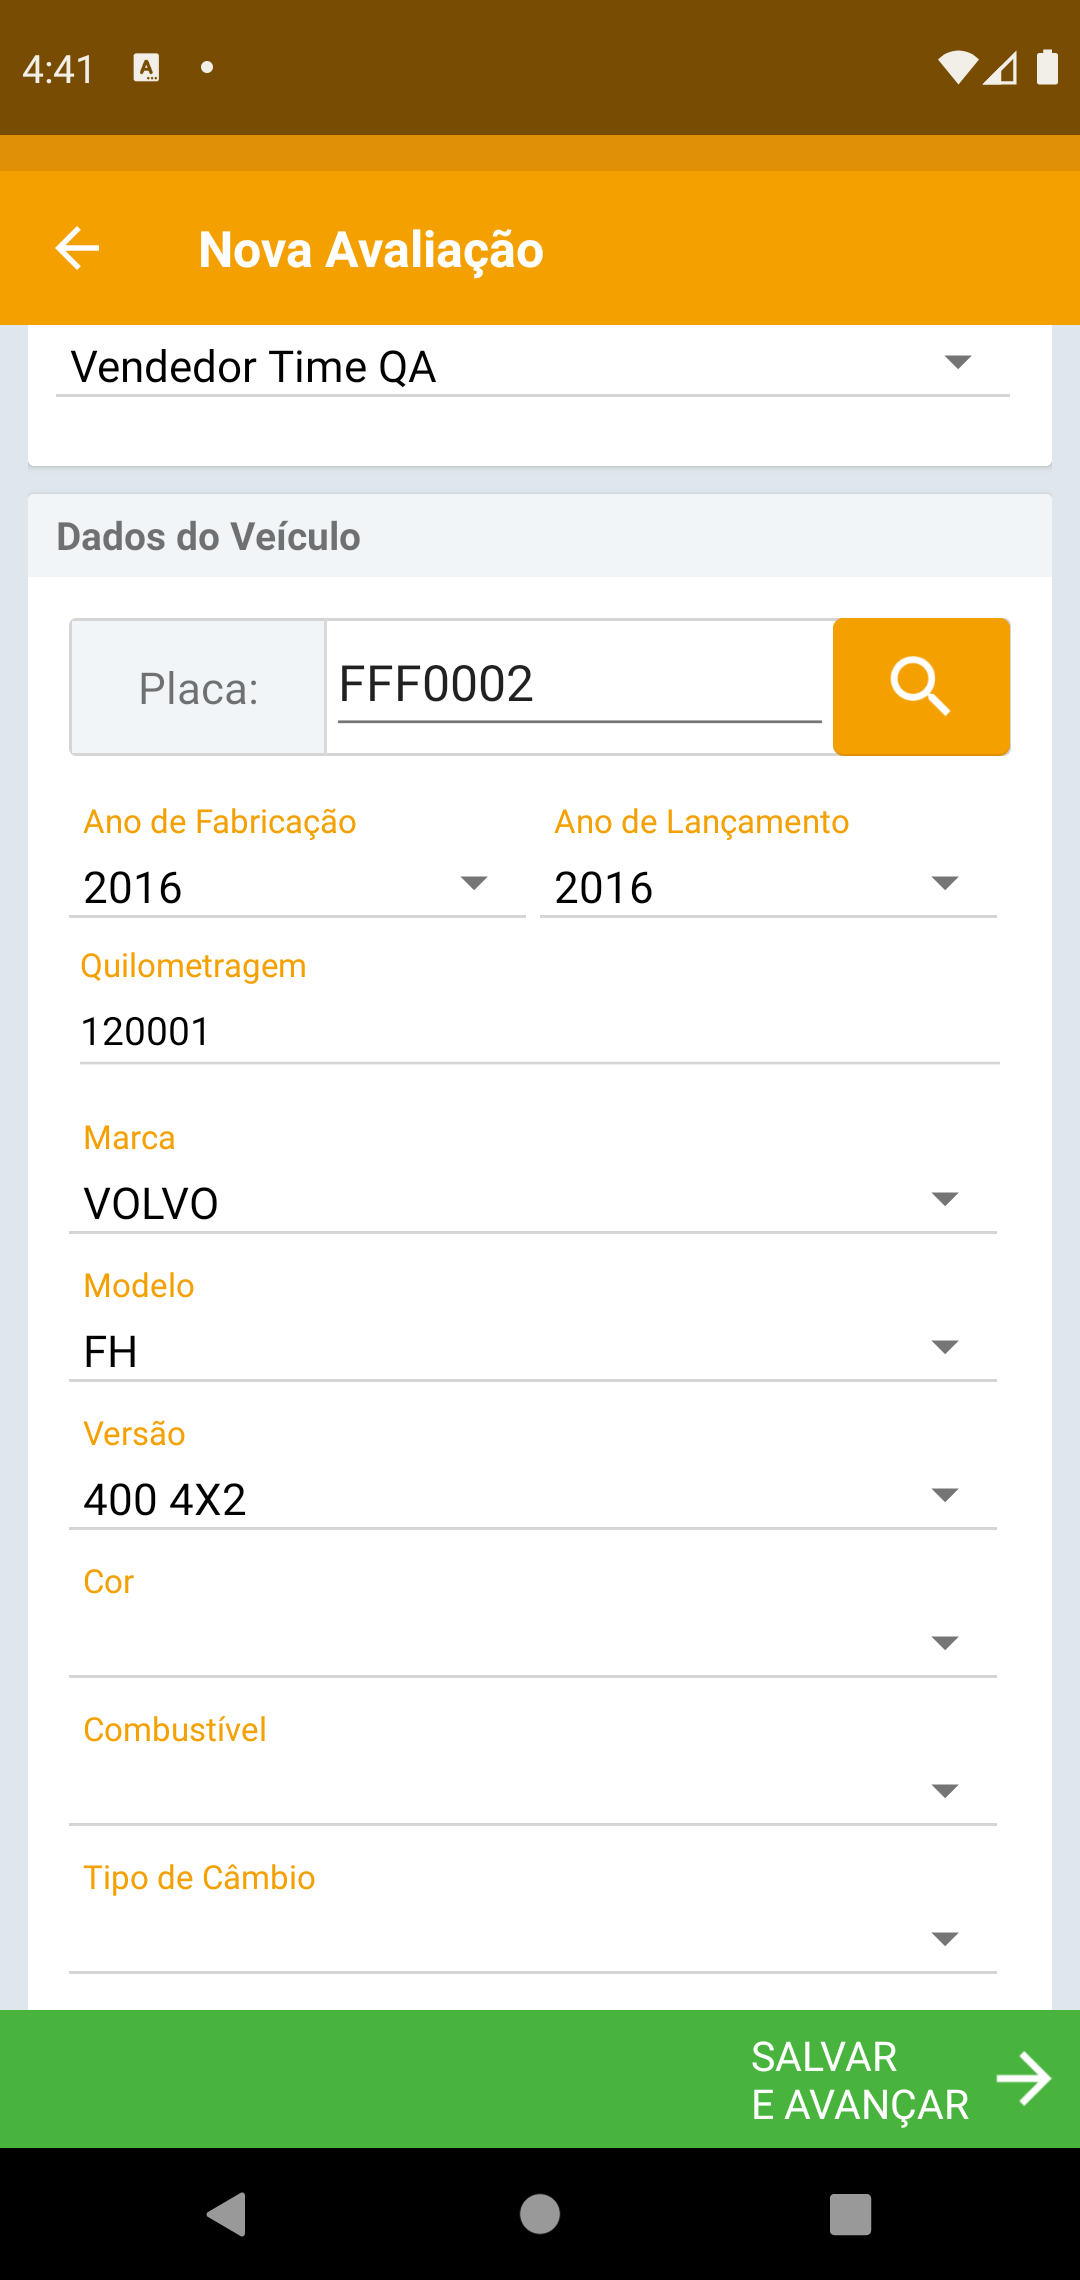 4:41
Nova Avaliação
Vendedor Time QA
Dados do Veículo
Placa:
FFF0002
Ano de Fabricação
Ano de Lançamento
2016
2016
Quilometragem
120001
Marca
VOLVO
Modelo
FH
Versão
400 4X2
Cor
Combustível
Tipo de Câmbio
SALVAR
E AVANÇAR